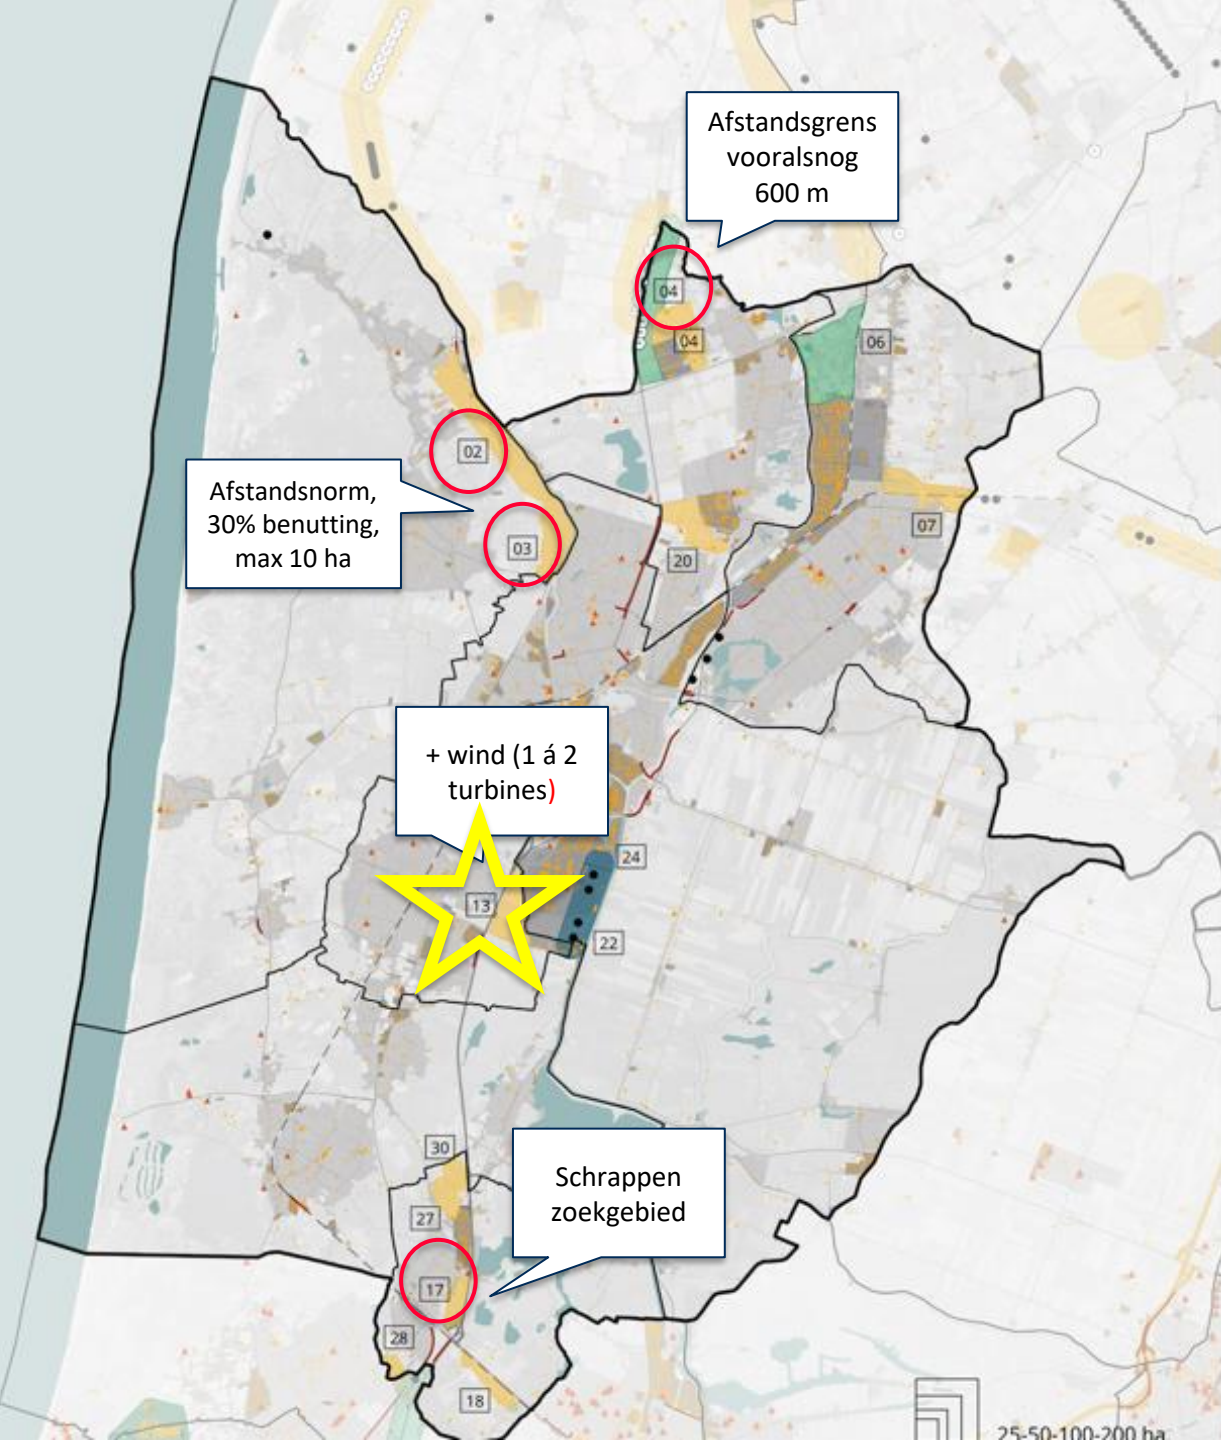 Afstandsgrens
vooralsnog
600 m
04
04
06
02
Afstandsnorm,
30% benutting,
max 10 ha
03
07
20
+ wind (1 á 2
turbines)
24
13
22
30
Schrappen
zoekgebied
27
17
28
18
25-50-100-200 ha